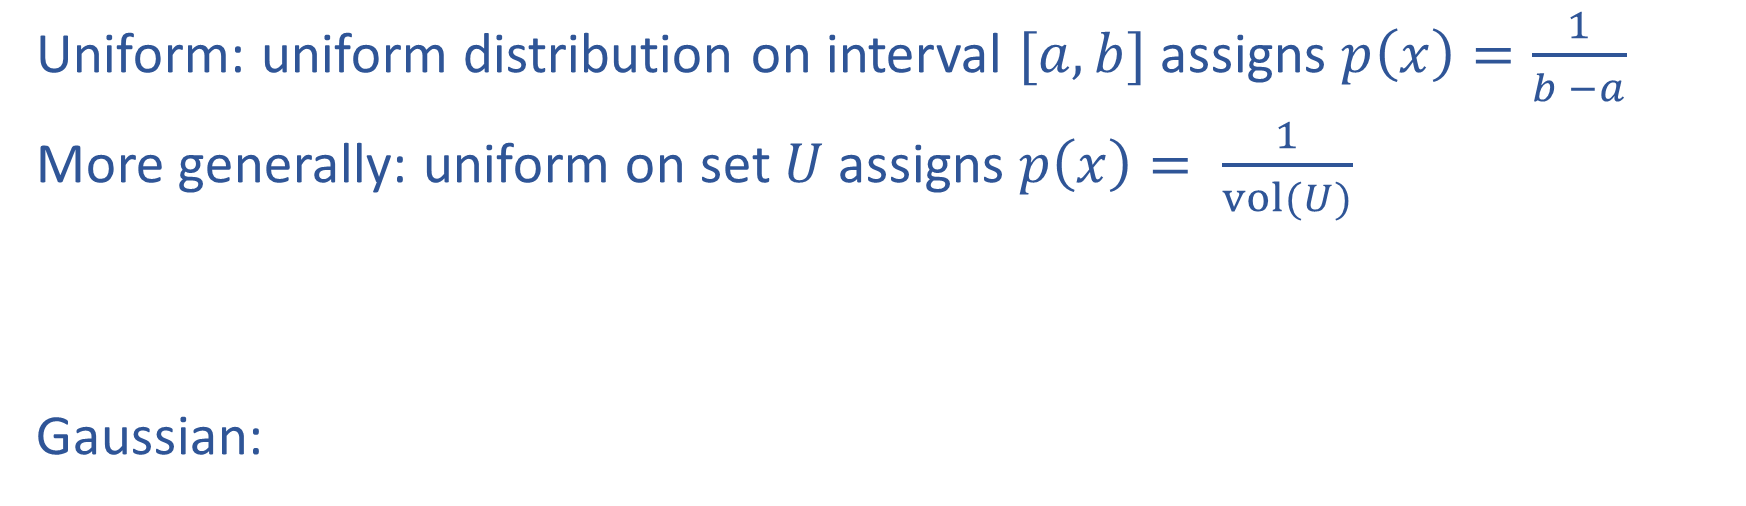 Uniform: uniform distribution on interval [a, b] assigns p(x) = 1/(b −a)
More generally: uniform on set U assigns p(x) = 1/vol(U)
Gaussian: